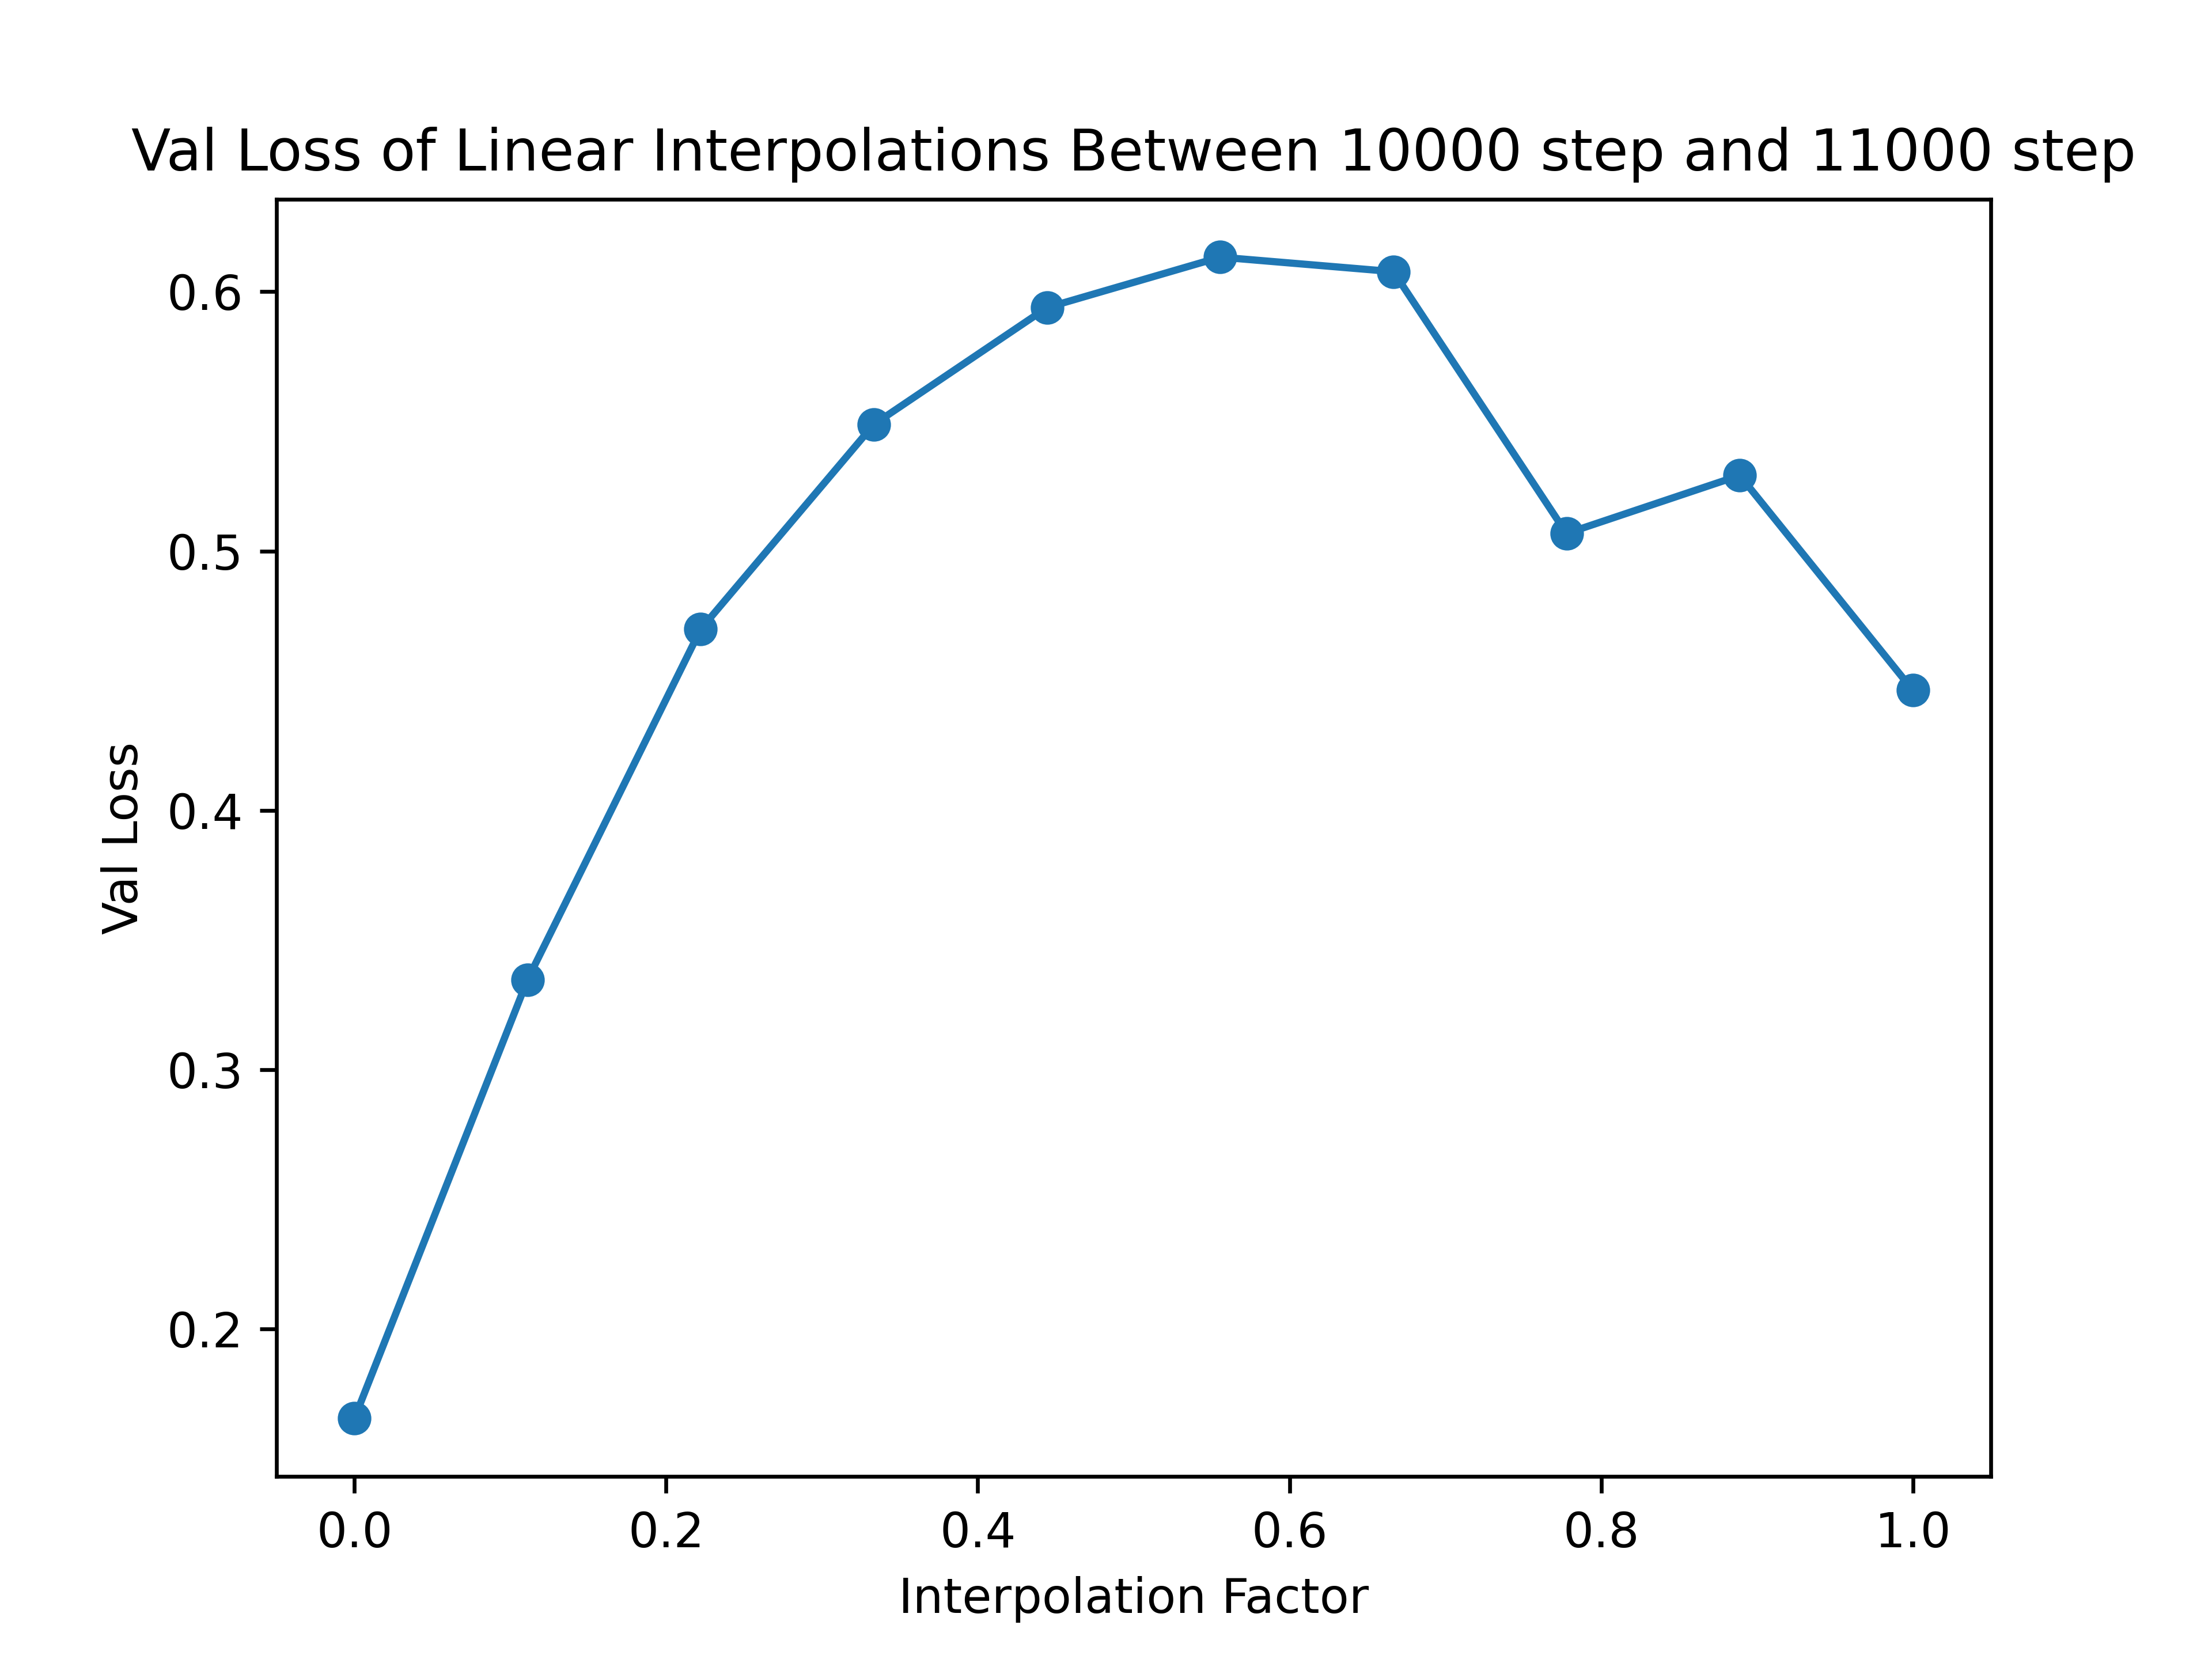 Val Loss of Linear Interpolations Between 10000 step and 11000 step
0.6
0.5
0.4
0.3
0.2
Val Loss
0.0 0.2 0.4 0.6 0.8 1.0
Interpolation Factor